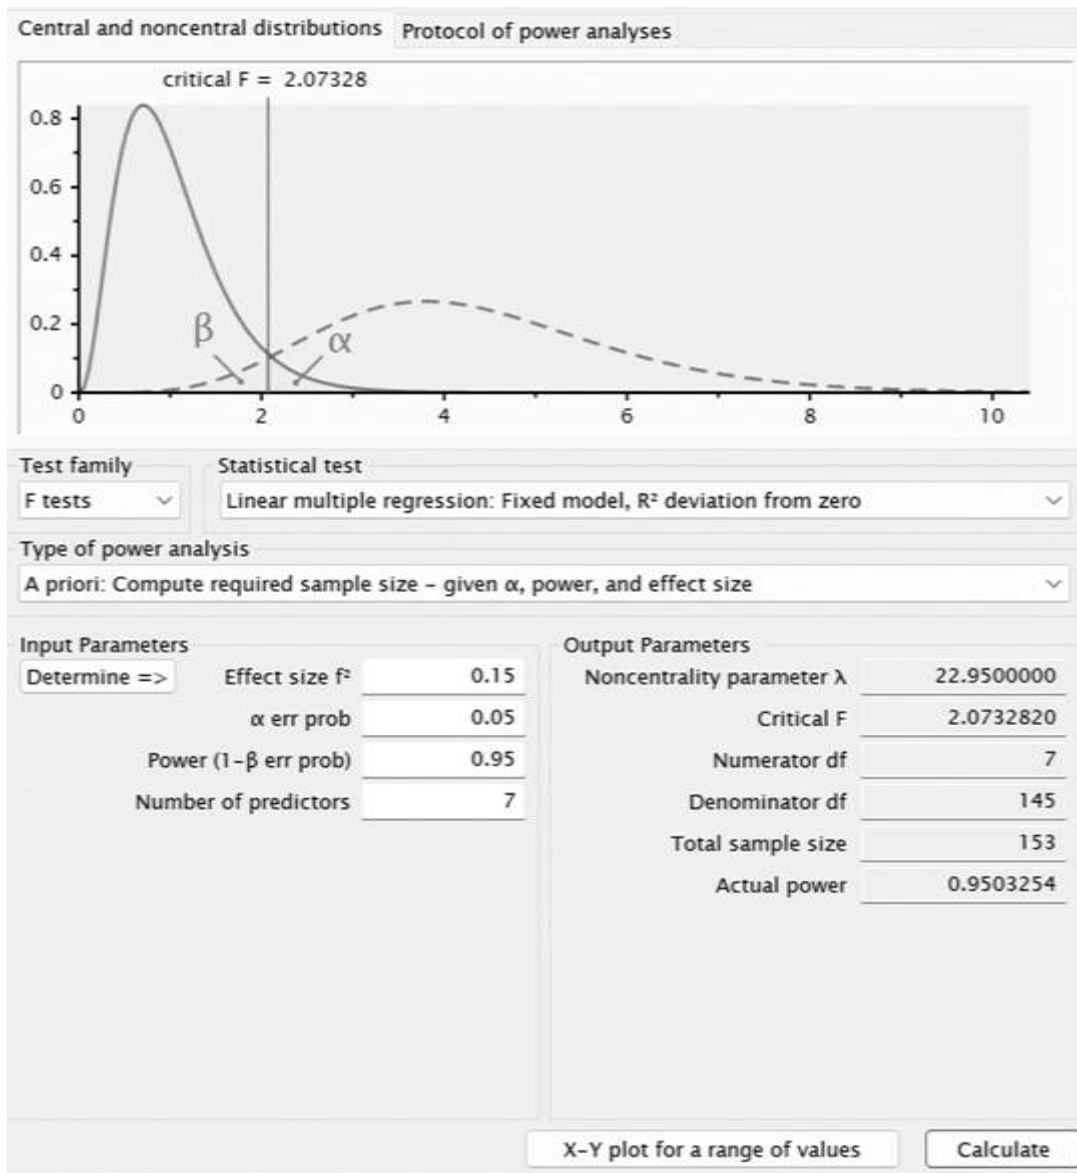 Central and noncentral distributions Protocol of power analyses
critical F = 2.07328
0.8
0.6
0.4
0.2
0
β
α
0 2 4 6 8 10
Test family Statistical test
F tests Linear multiple regression: Fixed model, R² deviation from zero
Type of power analysis
A priori: Compute required sample size – given α, power, and effect size
Input Parameters Output Parameters
Determine => Effect size f² 0.15 Noncentrality parameter λ 22.9500000
α err prob 0.05 Critical F 2.0732820
Power (1–β err prob) 0.95 Numerator df 7
Number of predictors 7 Denominator df 145
Total sample size 153
Actual power 0.9503254
X–Y plot for a range of values Calculate